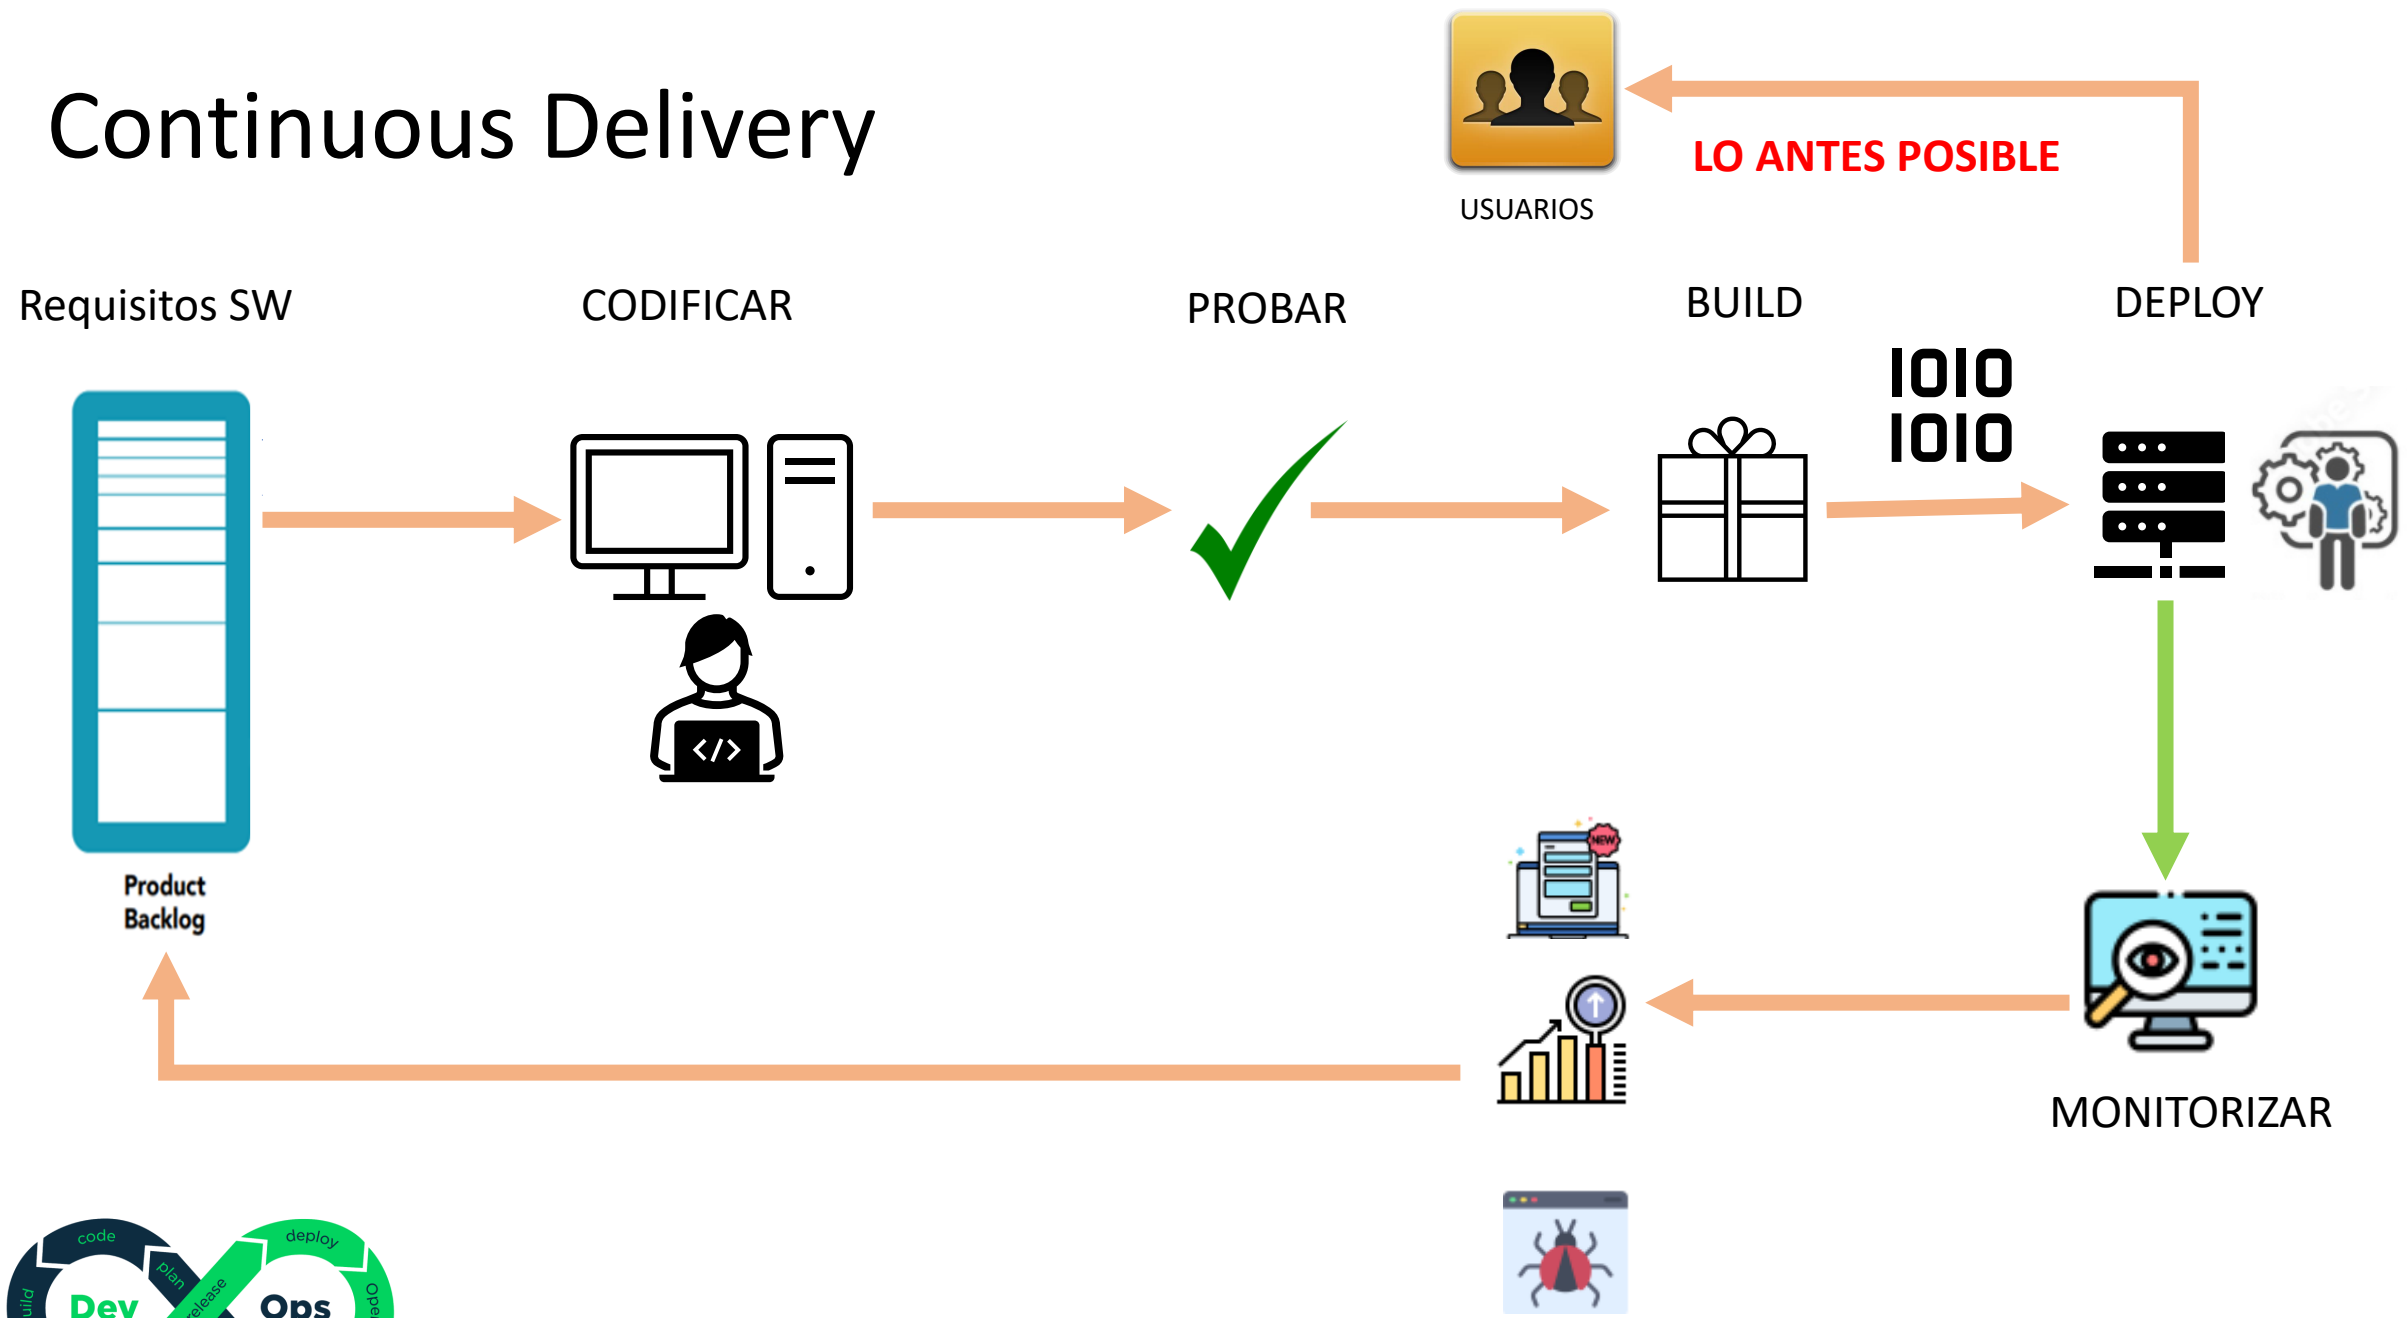 Continuous Delivery
LO ANTES POSIBLE
USUARIOS
Requisitos SW
CODIFICAR
PROBAR
BUILD
DEPLOY
1010
1010
</>
Product
Backlog
NEW
MONITORIZAR
code
plan
release
deploy
Dev
Ops